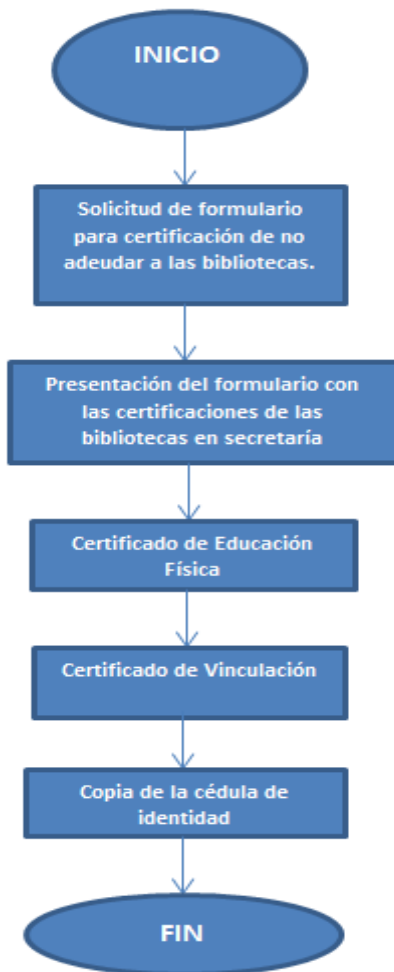 INICIO
Solicitud de formulario
para certificación de no
adeudar a las bibliotecas.
Presentación del formulario con
las certificaciones de las
bibliotecas en secretaría
Certificado de Educación
Física
Certificado de Vinculación
Copia de la cédula de
identidad
FIN